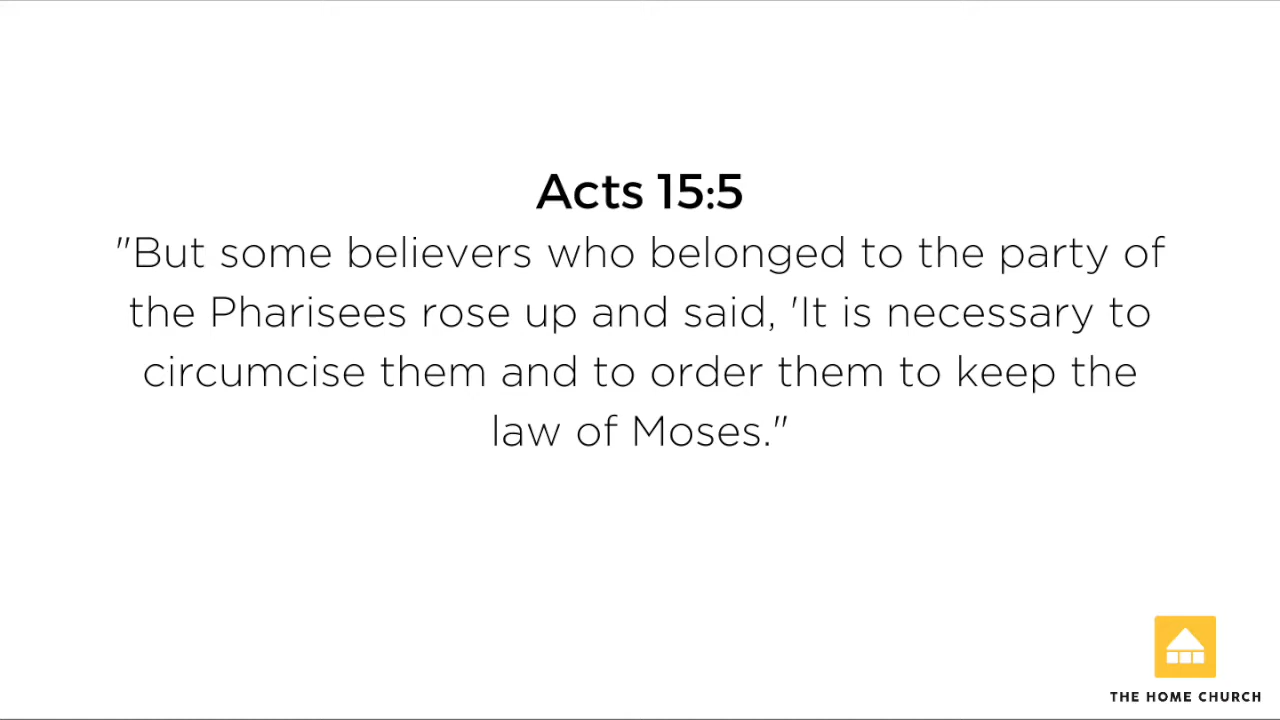 Acts 15:5
"But some believers who belonged to the party of
the Pharisees rose up and said, 'It is necessary to
circumcise them and to order them to keep the
law of Moses."
THE HOME CHURCH